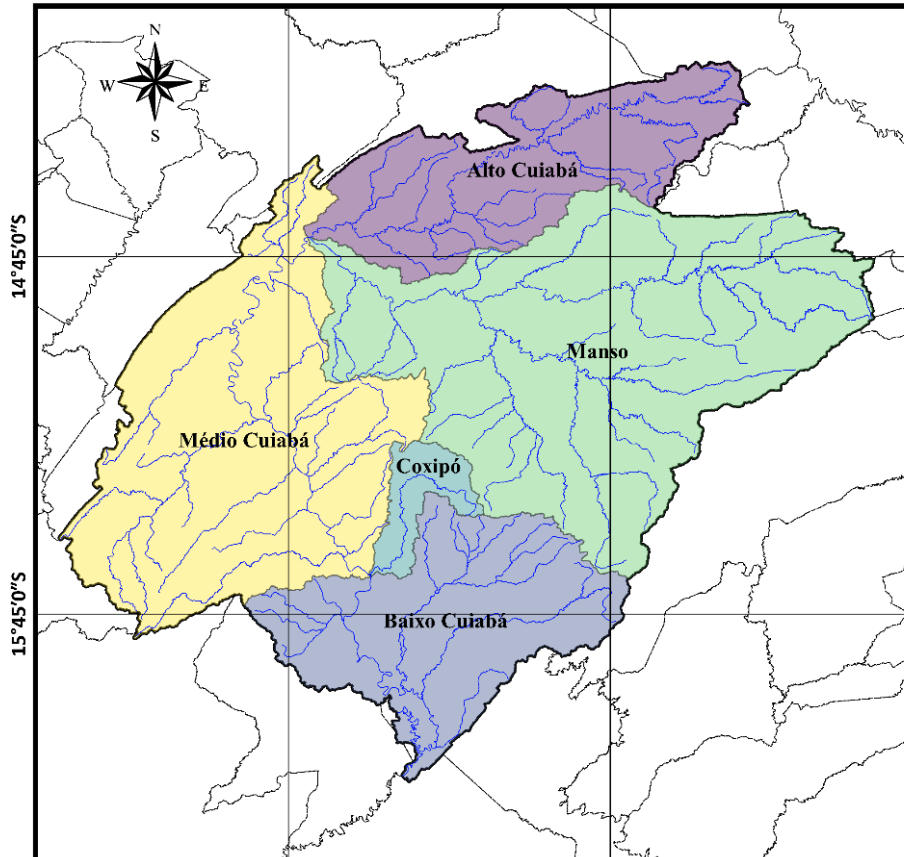 N
W E
S
Alto Cuiabá
14°45'0"S
Manso
Médio Cuiabá
Coxipó
15°45'0"S
Baixo Cuiabá